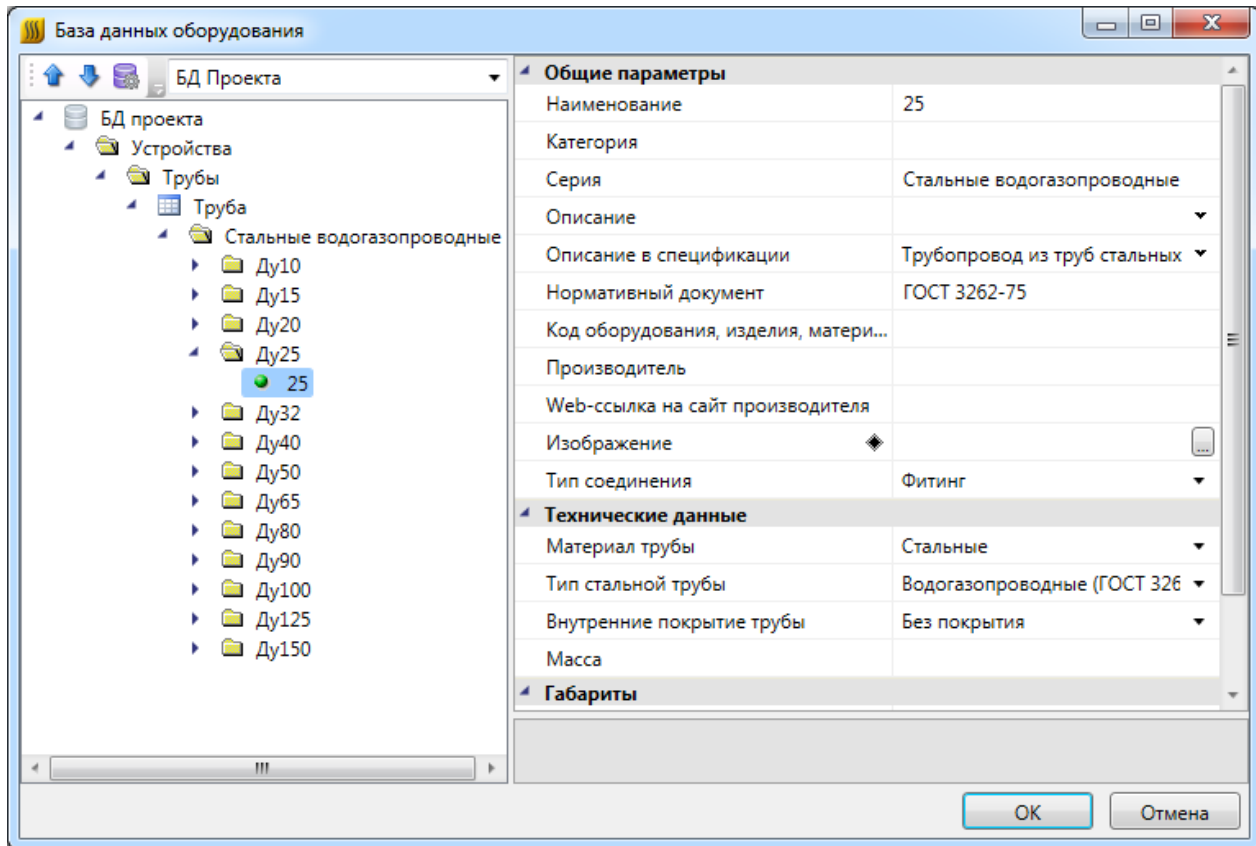 База данных оборудования
БД Проекта
БД проекта
Устройства
Трубы
Труба
Стальные водогазопроводные
Ду10
Ду15
Ду20
Ду25
25
Ду32
Ду40
Ду50
Ду65
Ду80
Ду90
Ду100
Ду125
Ду150
Общие параметры
Наименование 25
Категория
Серия Стальные водогазопроводные
Описание
Описание в спецификации Трубопровод из труб стальных
Нормативный документ ГОСТ 3262-75
Код оборудования, изделия, матери...
Производитель
Web-ссылка на сайт производителя
Изображение ...
Тип соединения Фитинг
Технические данные
Материал трубы Стальные
Тип стальной трубы Водогазопроводные (ГОСТ 326
Внутренние покрытие трубы Без покрытия
Масса
Габариты
ОК Отмена